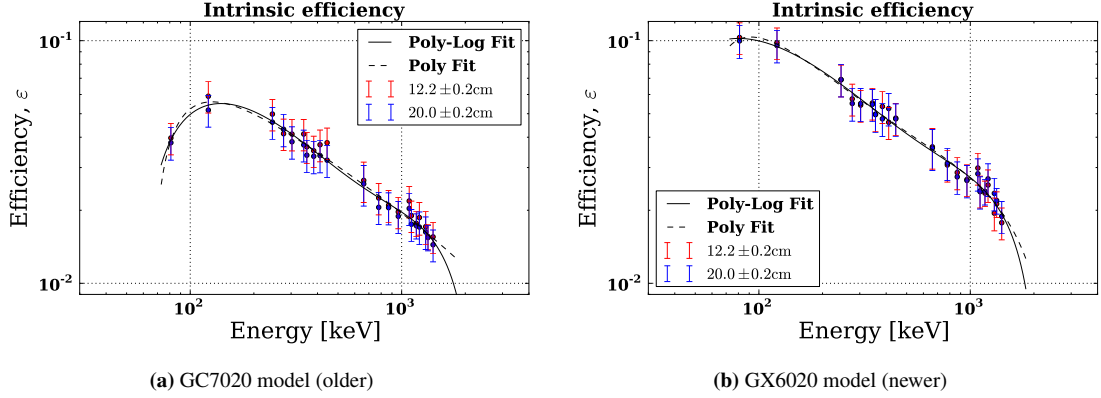 Intrinsic efficiency
10⁻¹
Poly-Log Fit
Poly Fit
12.2 ± 0.2cm
20.0 ± 0.2cm
Efficiency, ε
10⁻²
10² 10³
Energy [keV]
(a) GC7020 model (older)
Intrinsic efficiency
10⁻¹
Efficiency, ε
Poly-Log Fit
Poly Fit
12.2 ± 0.2cm
20.0 ± 0.2cm
10⁻²
10² 10³
Energy [keV]
(b) GX6020 model (newer)